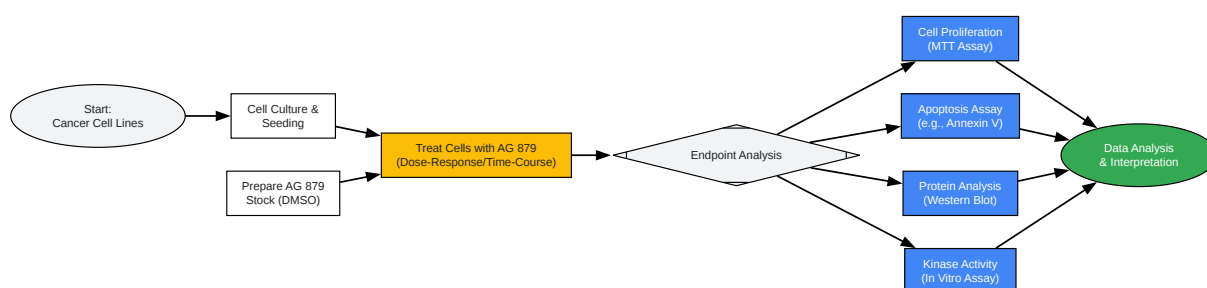 Start:
Cancer Cell Lines
Cell Culture &
Seeding
Prepare AG 879
Stock (DMSO)
Treat Cells with AG 879
(Dose-Response/Time-Course)
Endpoint Analysis
Cell Proliferation
(MTT Assay)
Apoptosis Assay
(e.g., Annexin V)
Protein Analysis
(Western Blot)
Kinase Activity
(In Vitro Assay)
Data Analysis
& Interpretation